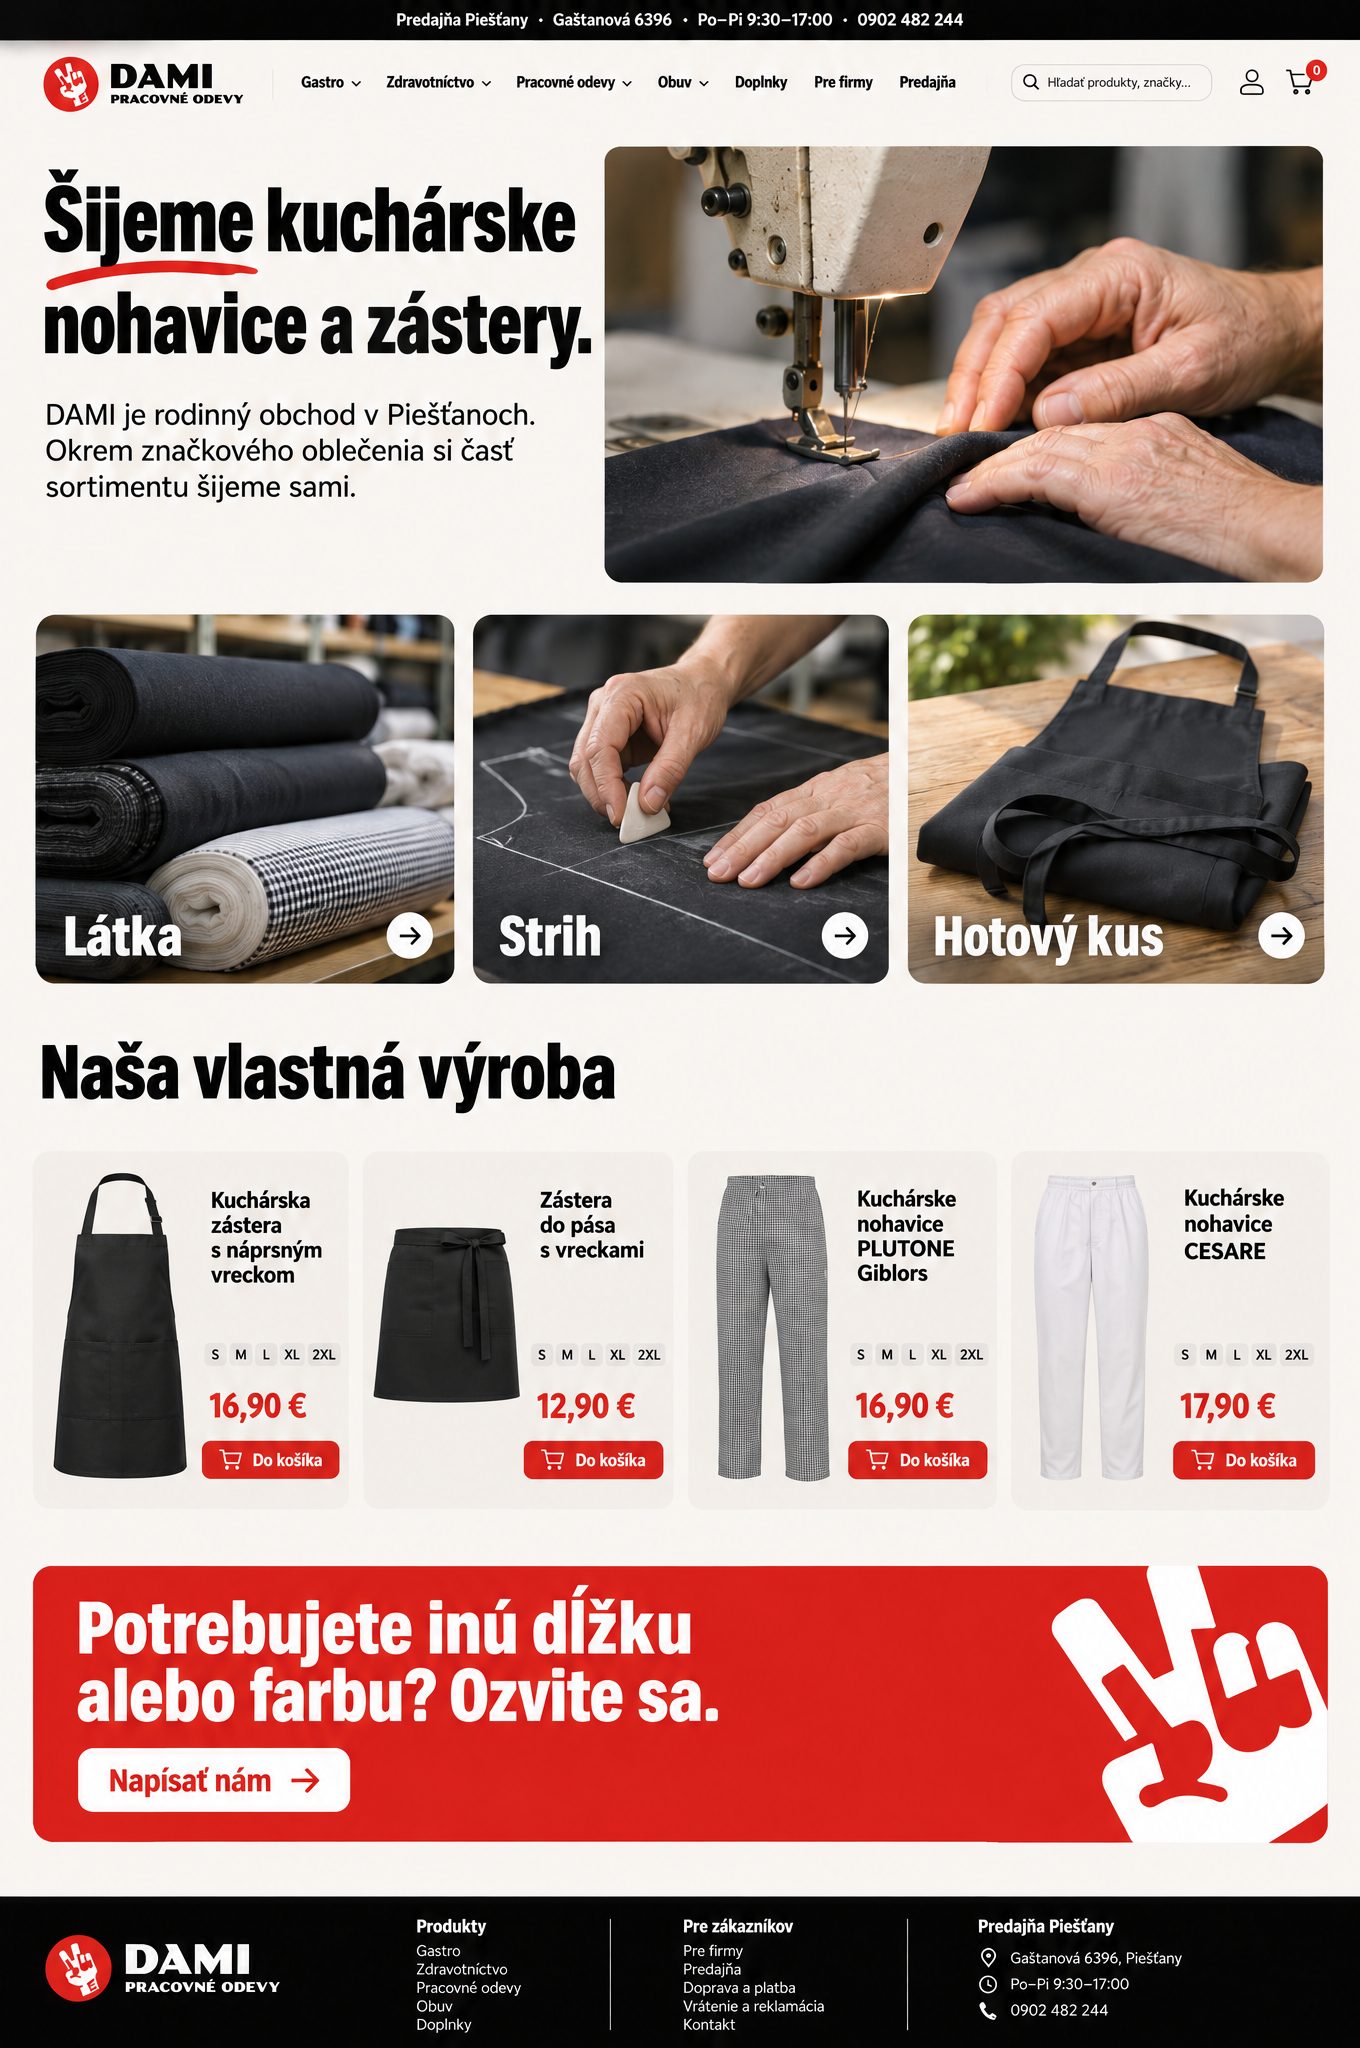 Predajňa Piešťany • Gaštanová 6396 • Po–Pi 9:30–17:00 • 0902 482 244
DAMI
PRACOVNÉ ODEVY
Gastro
Zdravotníctvo
Pracovné odevy
Obuv
Doplnky
Pre firmy
Predajňa
Hľadať produkty, značky...
0
Šijeme kuchárske
nohavice a zástery.
DAMI je rodinný obchod v Piešťanoch.
Okrem značkového oblečenia si časť
sortimentu šijeme sami.
Látka
Strih
Hotový kus
Naša vlastná výroba
Kuchárska
zástera
s náprsným
vreckom
S M L XL 2XL
16,90 €
Do košíka
Zástera
do pása
s vreckami
S M L XL 2XL
12,90 €
Do košíka
Kuchárske
nohavice
PLUTONE
Giblors
S M L XL 2XL
16,90 €
Do košíka
Kuchárske
nohavice
CESARE
S M L XL 2XL
17,90 €
Do košíka
Potrebujete inú dĺžku
alebo farbu? Ozvite sa.
Napísať nám
DAMI
PRACOVNÉ ODEVY
Produkty
Gastro
Zdravotníctvo
Pracovné odevy
Obuv
Doplnky
Pre zákazníkov
Pre firmy
Predajňa
Doprava a platba
Vrátenie a reklamácia
Kontakt
Predajňa Piešťany
Gaštanová 6396, Piešťany
Po–Pi 9:30–17:00
0902 482 244